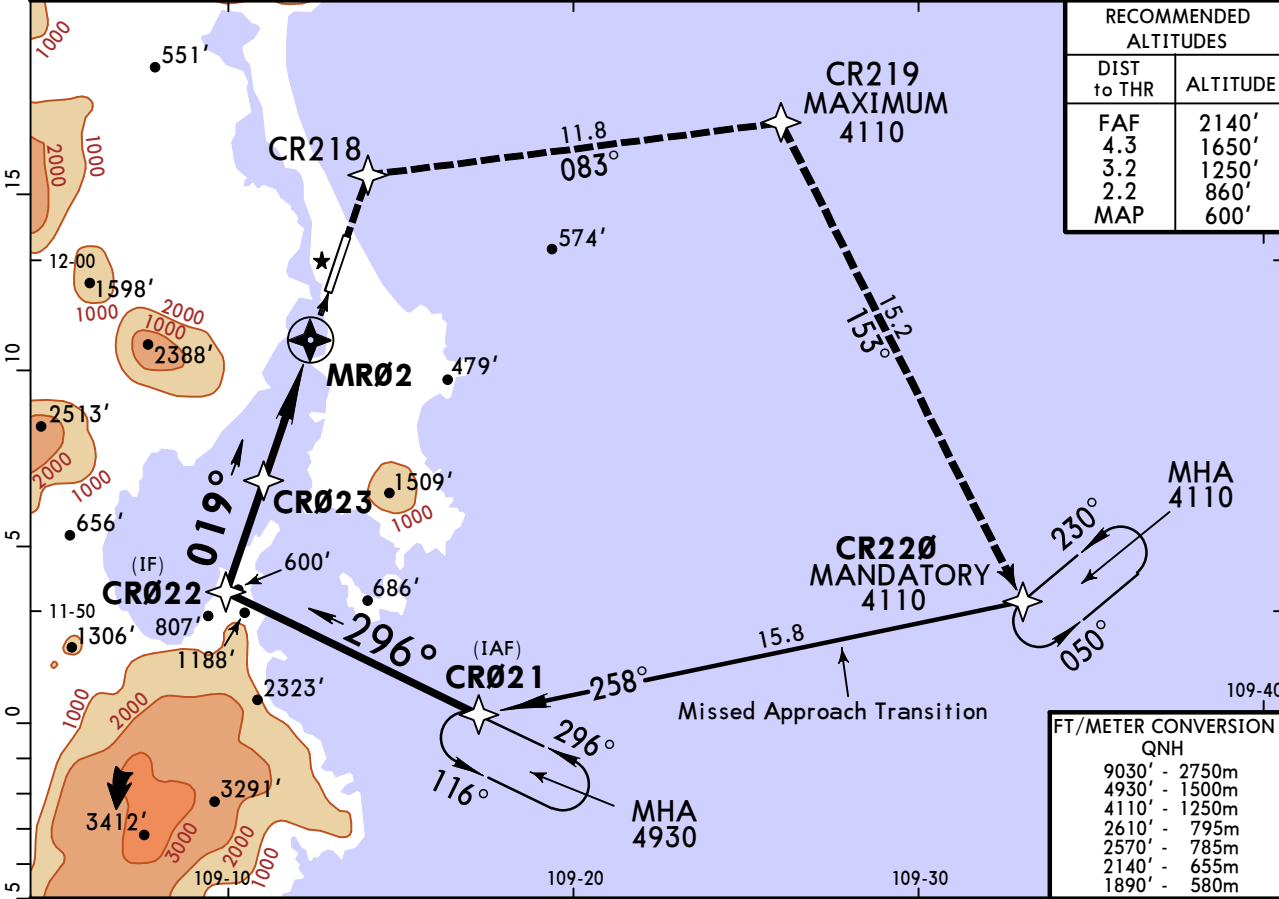 RECOMMENDED
ALTITUDES
DIST
to THR
ALTITUDE
FAF 2140'
4.3 1650'
3.2 1250'
2.2 860'
MAP 600'
1000
551'
CR219
MAXIMUM
4110
11.8
083°
CR218
1000
2000
15
574'
12-00
1598'
1000
2000
1000
2388'
15.2
153°
10
MRØ2
479'
2513'
2000
1000
1509'
1000
CRØ23
019°
MHA
4110
230°
656'
5
(IF)
CRØ22
600'
CR22Ø
MANDATORY
4110
686'
11-50
807'
1306'
1188'
296°
15.8
050°
(IAF)
CRØ21
258°
2323'
109-40
1000
2000
Missed Approach Transition
0
296°
116°
3291'
3412'
MHA
4930
3000
2000
1000
109-10
109-20
109-30
5
FT/METER CONVERSION
QNH
9030' - 2750m
4930' - 1500m
4110' - 1250m
2610' - 795m
2570' - 785m
2140' - 655m
1890' - 580m